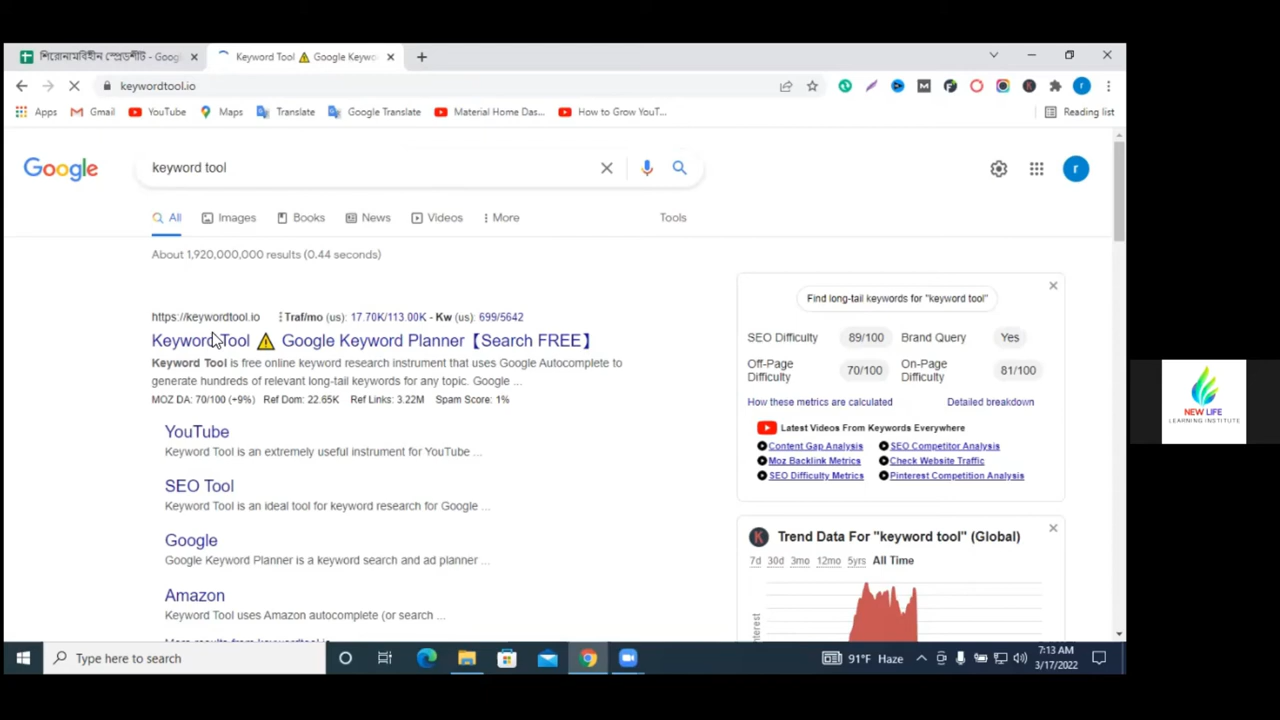 শিরোনামবিহীন স্প্রেডশীট - Googl
Keyword Tool ⚠ Google Keywo
keywordtool.io
Apps
Gmail
YouTube
Maps
Translate
Google Translate
Material Home Das...
How to Grow YouT...
Reading list
Google
keyword tool
r
All
Images
Books
News
Videos
More
Tools
About 1,920,000,000 results (0.44 seconds)
https://keywordtool.io Traf/mo (us): 17.70K/113.00K - Kw (us): 699/5642
Keyword Tool ⚠ Google Keyword Planner【Search FREE】
Keyword Tool is free online keyword research instrument that uses Google Autocomplete to
generate hundreds of relevant long-tail keywords for any topic. Google ...
MOZ DA: 70/100 (+9%) Ref Dom: 22.65K Ref Links: 3.22M Spam Score: 1%
YouTube
Keyword Tool is an extremely useful instrument for YouTube ...
SEO Tool
Keyword Tool is an ideal tool for keyword research for Google ...
Google
Google Keyword Planner is a keyword search and ad planner ...
Amazon
Keyword Tool uses Amazon autocomplete (or search ...
More results from keywordtool.io
Find long-tail keywords for "keyword tool"
SEO Difficulty 89/100 Brand Query Yes
Off-Page Difficulty 70/100 On-Page Difficulty 81/100
How these metrics are calculated Detailed breakdown
Latest Videos From Keywords Everywhere
Content Gap Analysis SEO Competitor Analysis
Moz Backlink Metrics Check Website Traffic
SEO Difficulty Metrics Pinterest Competition Analysis
Trend Data For "keyword tool" (Global)
7d 30d 3mo 12mo 5yrs All Time
Type here to search
91°F Haze
7:13 AM
3/17/2022
NEW LIFE
LEARNING INSTITUTE